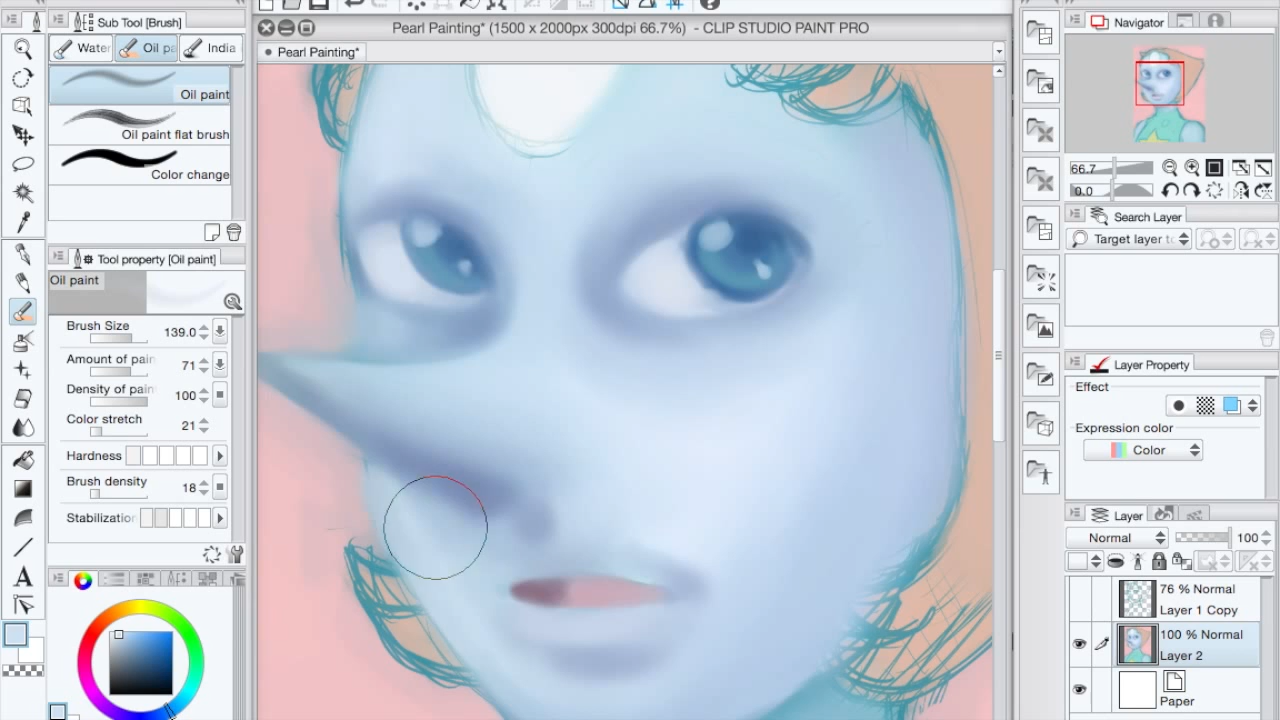 Sub Tool [Brush]
Water
Oil pa
India
Oil paint
Oil paint flat brush
Color change
Tool property [Oil paint]
Oil paint
Brush Size 139.0
Amount of pain 71
Density of pain 100
Color stretch 21
Hardness
Brush density 18
Stabilization
A
Pearl Painting* (1500 x 2000px 300dpi 66.7%) - CLIP STUDIO PAINT PRO
Pearl Painting*
Navigator
66.7
0.0
Search Layer
Target layer to
Layer Property
Effect
Expression color
Color
Layer
Normal 100
76 % Normal
Layer 1 Copy
100 % Normal
Layer 2
Paper